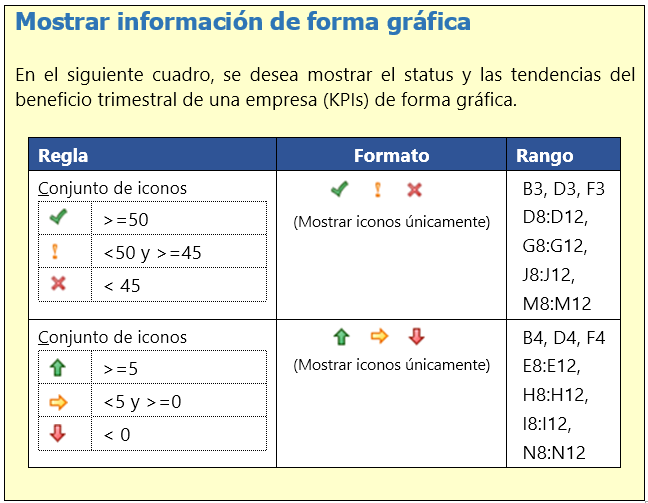 Mostrar información de forma gráfica
En el siguiente cuadro, se desea mostrar el status y las tendencias del
beneficio trimestral de una empresa (KPIs) de forma gráfica.
Regla Formato Rango
Conjunto de iconos
>=50
<50 y >=45
< 45
(Mostrar iconos únicamente)
B3, D3, F3
D8:D12,
G8:G12,
J8:J12,
M8:M12
Conjunto de iconos
>=5
<5 y >=0
< 0
(Mostrar iconos únicamente)
B4, D4, F4
E8:E12,
H8:H12,
I8:I12,
N8:N12